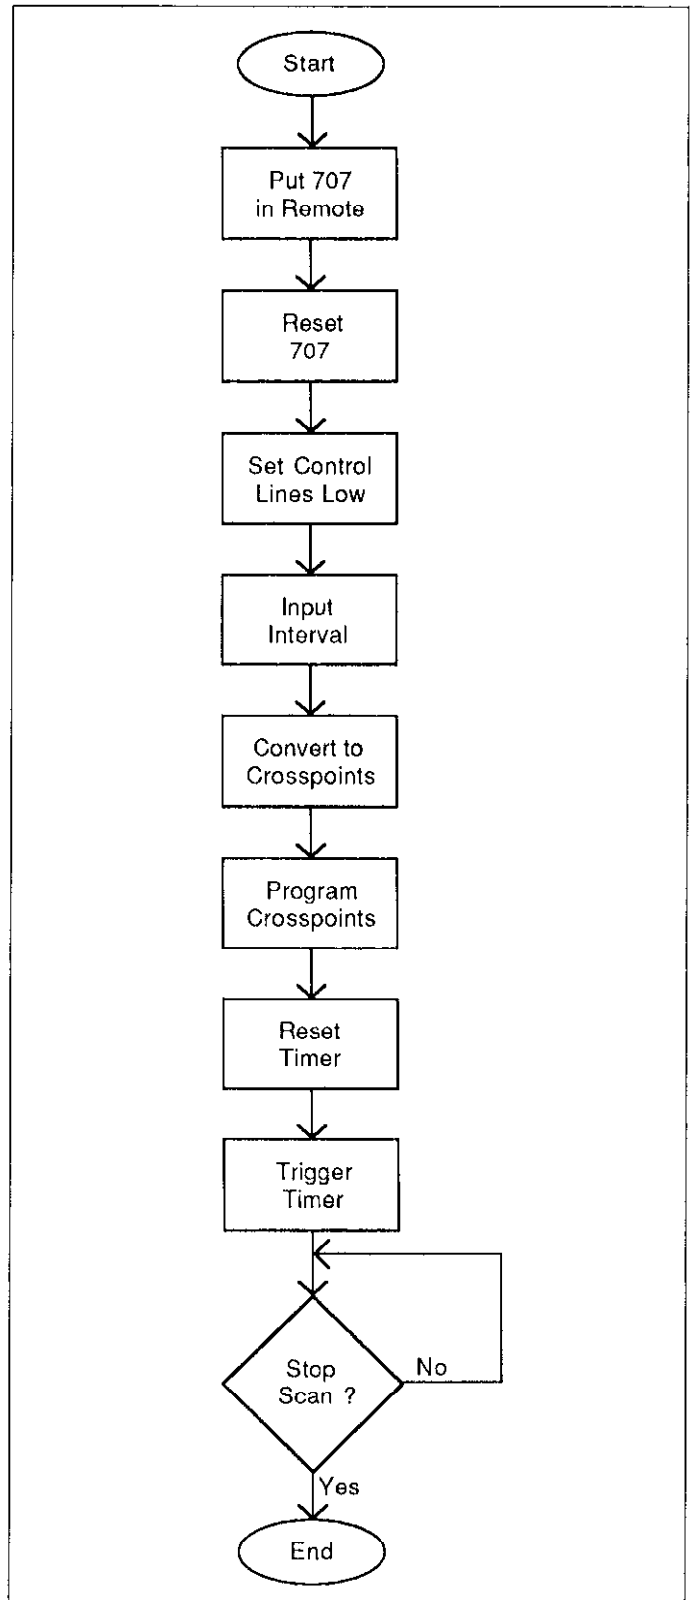 Start
Put 707
in Remote
Reset
707
Set Control
Lines Low
Input
Interval
Convert to
Crosspoints
Program
Crosspoints
Reset
Timer
Trigger
Timer
Stop
Scan ?
No
Yes
End